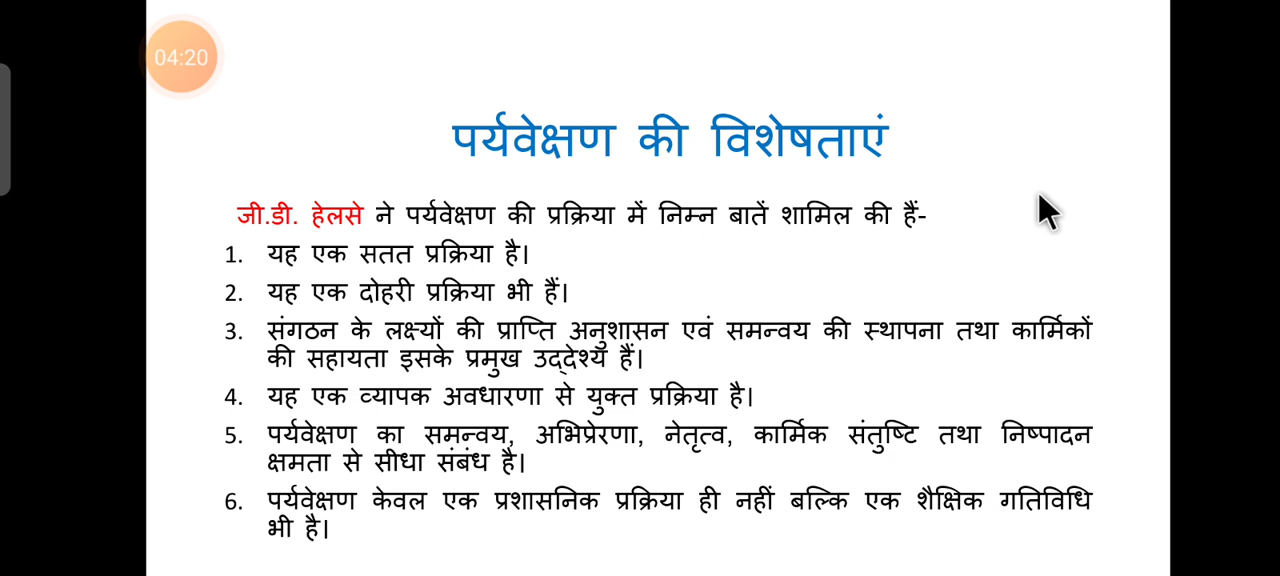 04:20
पर्यवेक्षण की विशेषताएं
जी.डी. हेलसे ने पर्यवेक्षण की प्रक्रिया में निम्न बातें शामिल की हैं-
1. यह एक सतत प्रक्रिया है।
2. यह एक दोहरी प्रक्रिया भी हैं।
3. संगठन के लक्ष्यों की प्राप्ति अनुशासन एवं समन्वय की स्थापना तथा कार्मिकों
की सहायता इसके प्रमुख उद्देश्य हैं।
4. यह एक व्यापक अवधारणा से युक्त प्रक्रिया है।
5. पर्यवेक्षण का समन्वय, अभिप्रेरणा, नेतृत्व, कार्मिक संतुष्टि तथा निष्पादन
क्षमता से सीधा संबंध है।
6. पर्यवेक्षण केवल एक प्रशासनिक प्रक्रिया ही नहीं बल्कि एक शैक्षिक गतिविधि
भी है।